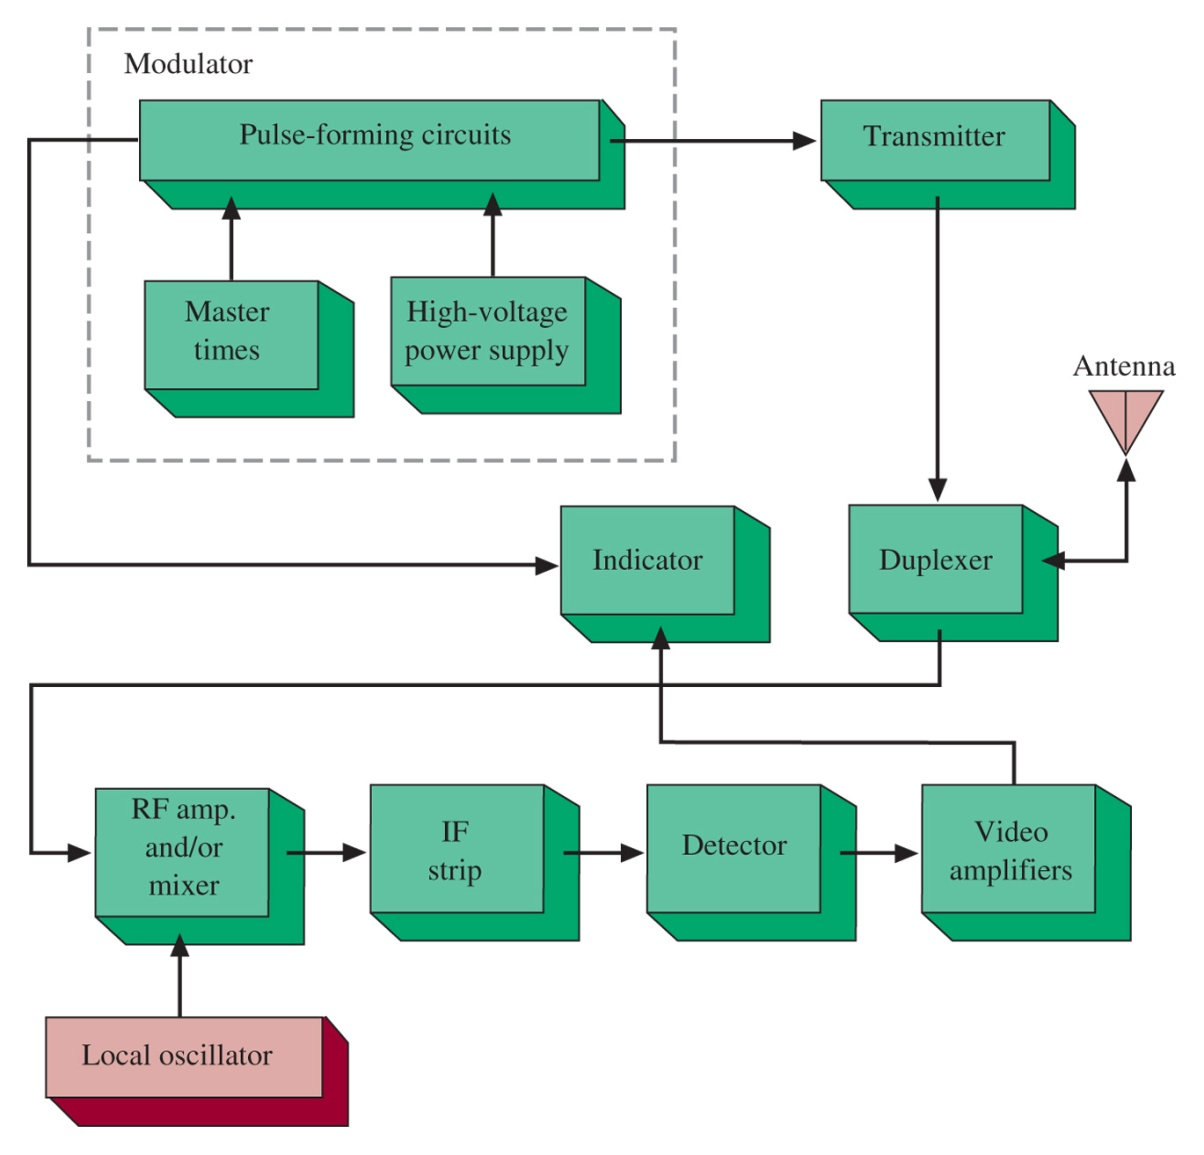 Modulator
Pulse-forming circuits
Transmitter
Master
times
High-voltage
power supply
Antenna
Indicator
Duplexer
RF amp.
and/or
mixer
IF
strip
Detector
Video
amplifiers
Local oscillator